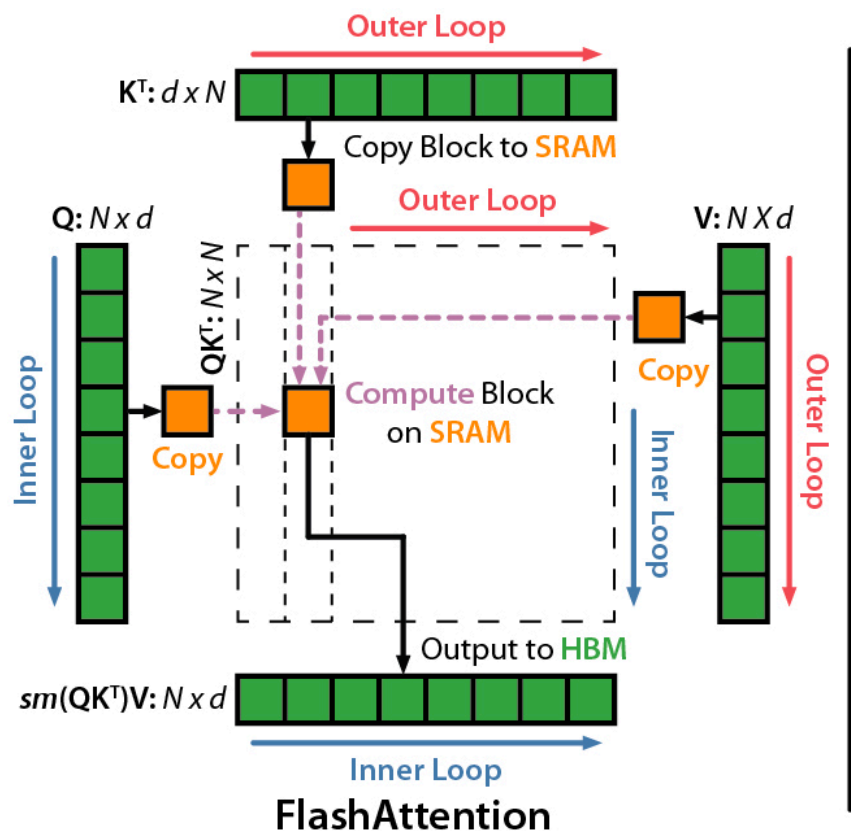 Outer Loop
Kᵀ: d x N
Copy Block to SRAM
Outer Loop
Q: N x d
V: N X d
QKᵀ: N x N
Inner Loop
Copy
Compute Block
on SRAM
Copy
Inner Loop
Outer Loop
Output to HBM
sm(QKᵀ)V: N x d
Inner Loop
FlashAttention